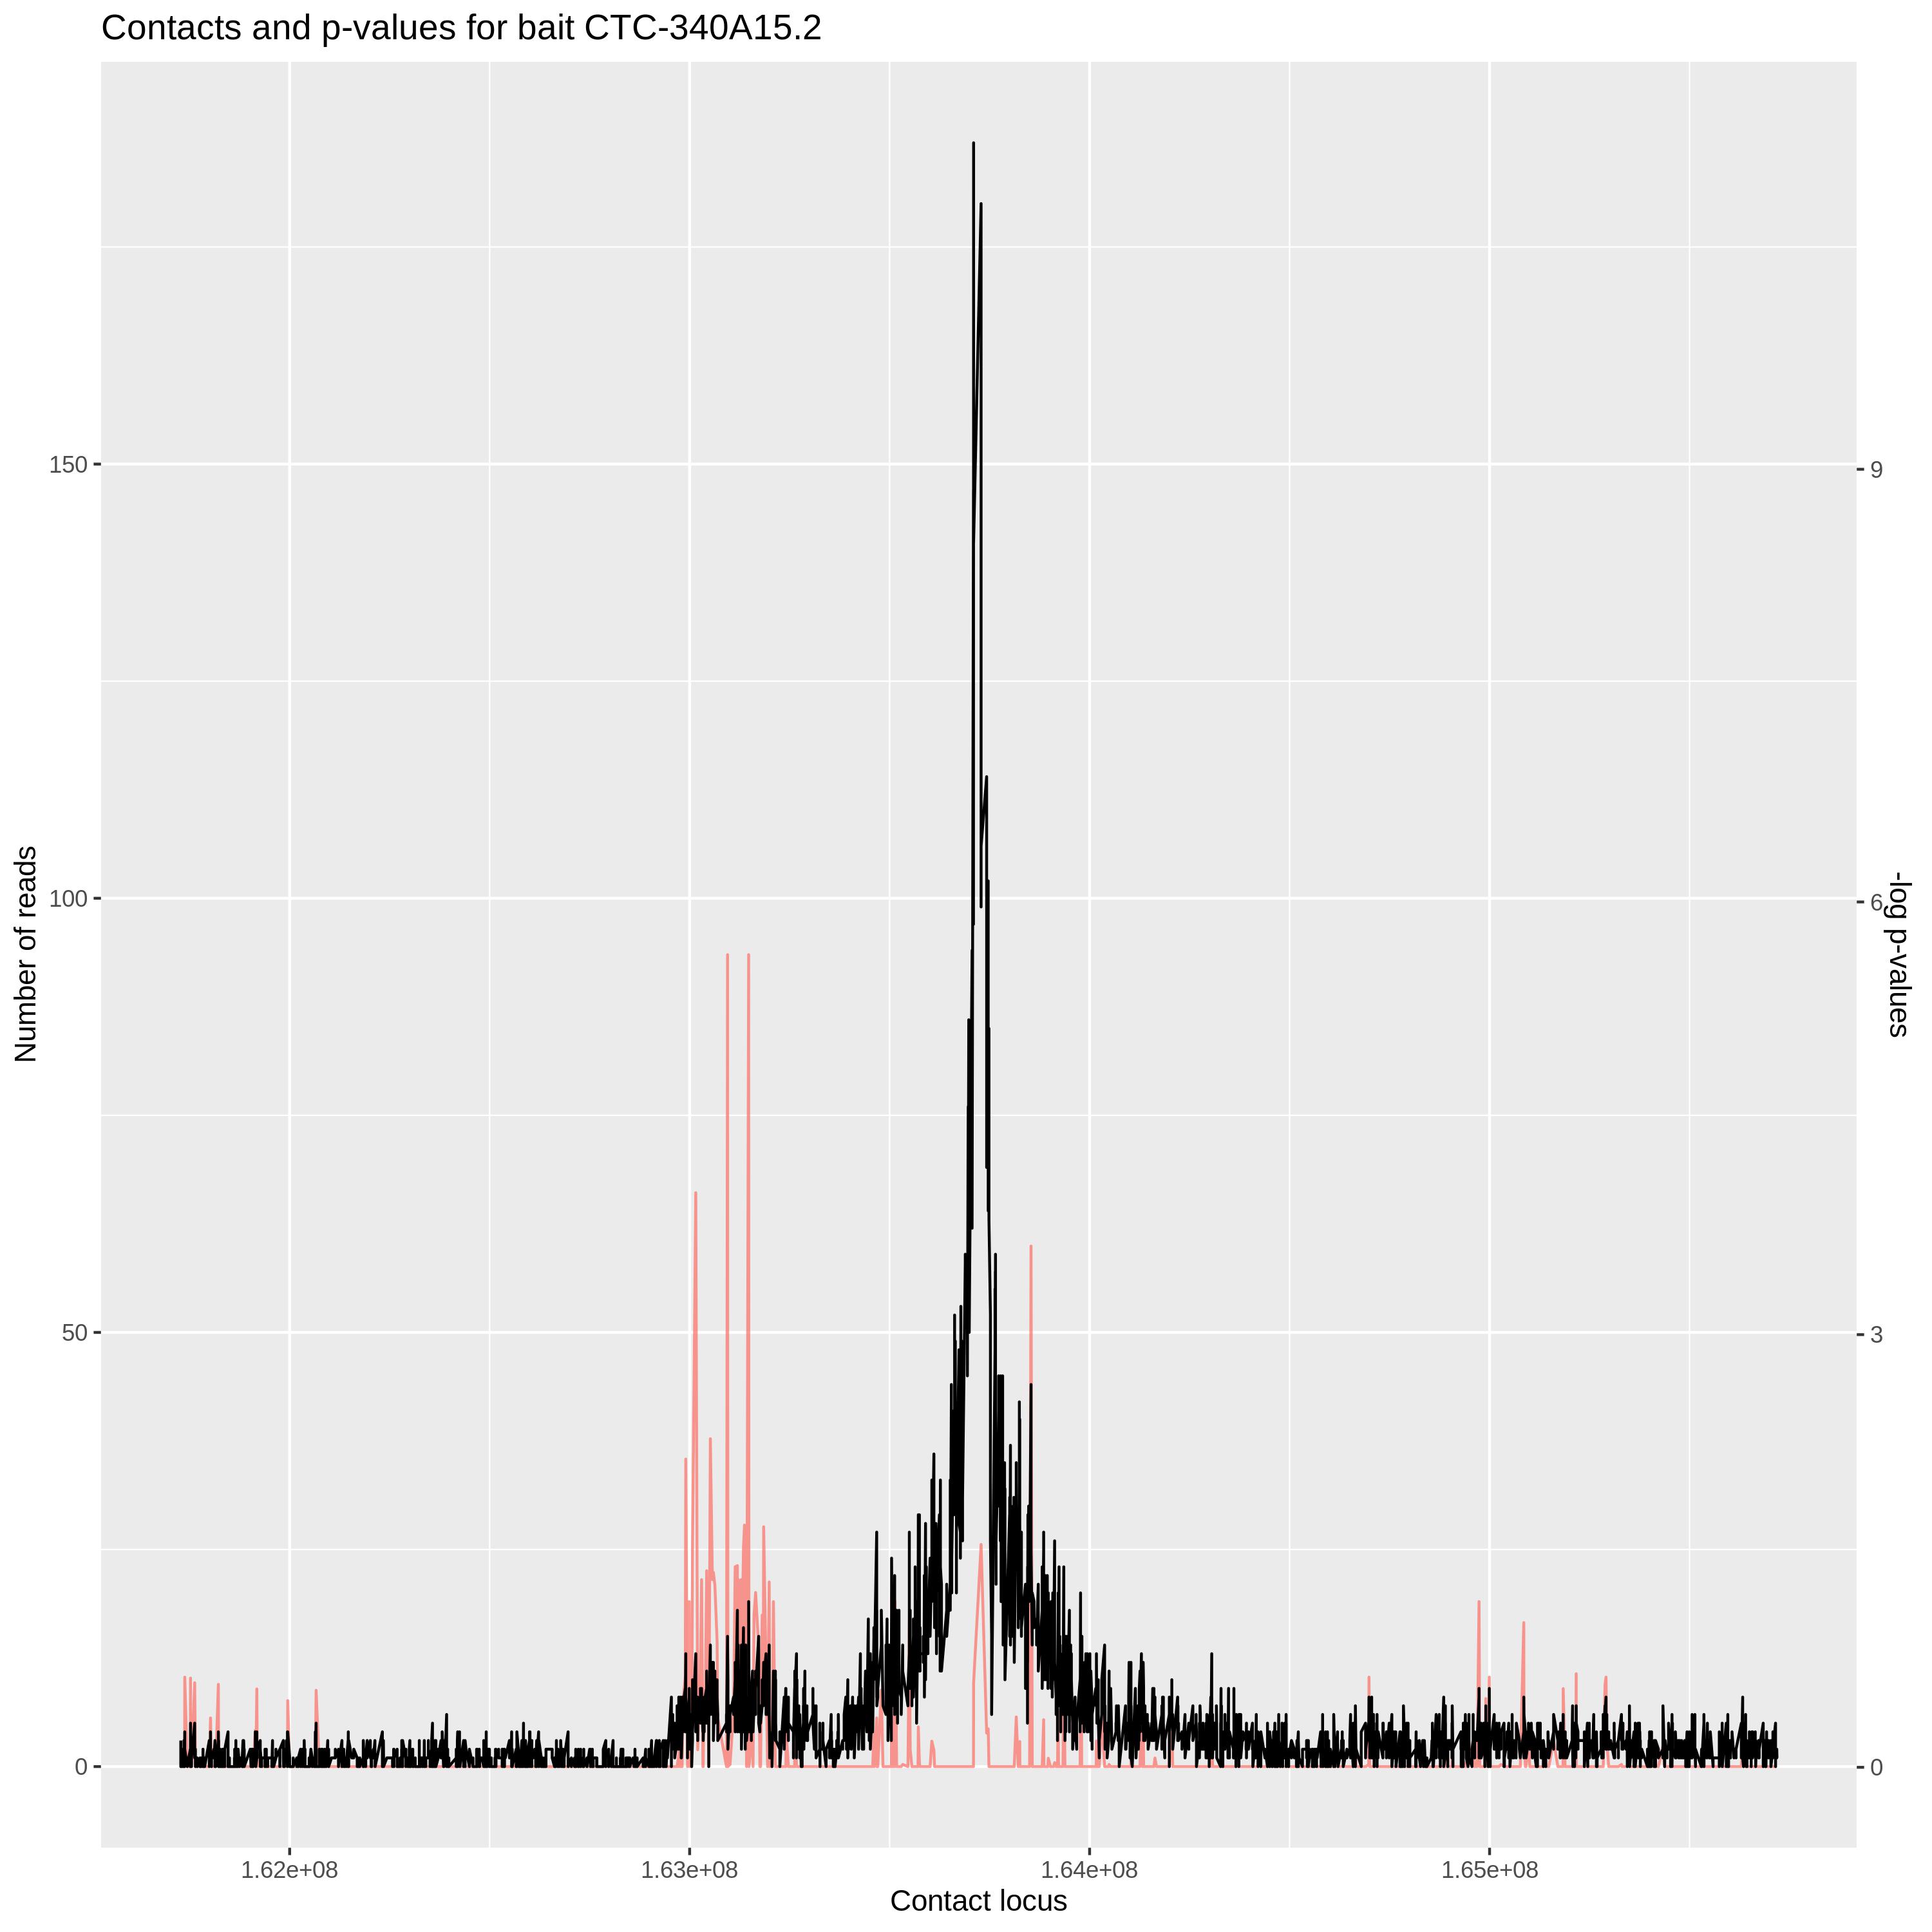 Contacts and p-values for bait CTC-340A15.2
Number of reads
150
100
50
0
9
6
3
0
-log p-values
1.62e+08
1.63e+08
1.64e+08
1.65e+08
Contact locus